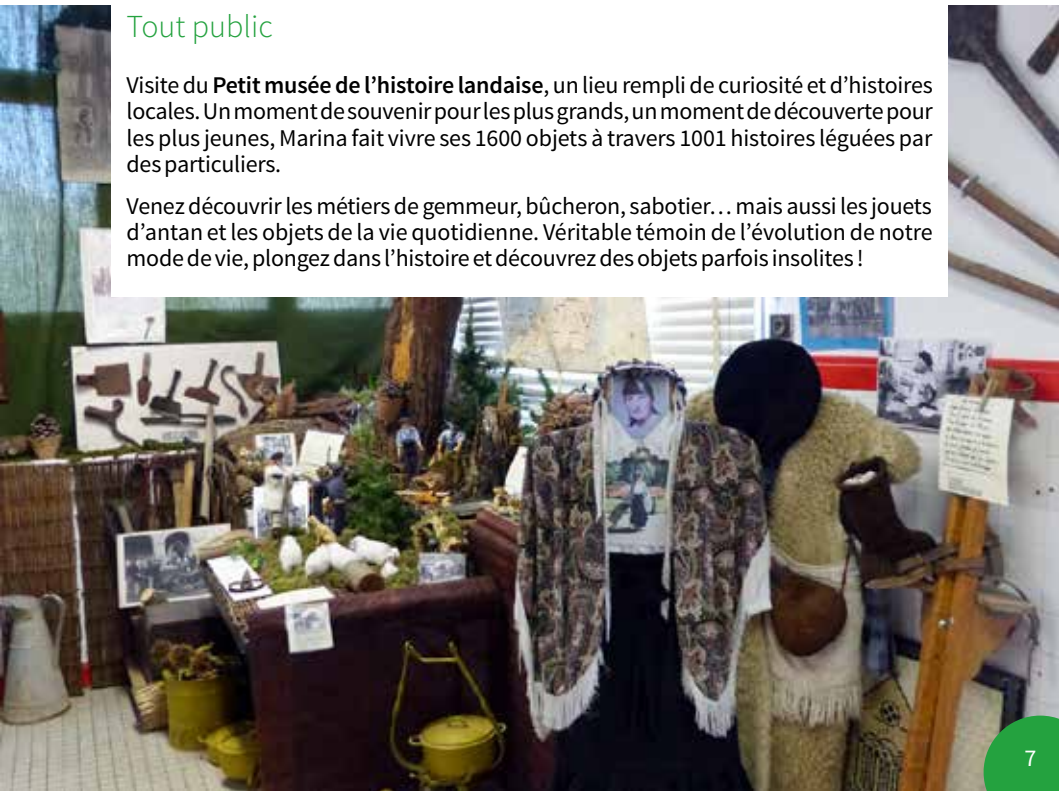 Tout public
Visite du Petit musée de l’histoire landaise, un lieu rempli de curiosité et d’histoires
locales. Un moment de souvenir pour les plus grands, un moment de découverte pour
les plus jeunes, Marina fait vivre ses 1600 objets à travers 1001 histoires léguées par
des particuliers.
Venez découvrir les métiers de gemmeur, bûcheron, sabotier… mais aussi les jouets
d’antan et les objets de la vie quotidienne. Véritable témoin de l’évolution de notre
mode de vie, plongez dans l’histoire et découvrez des objets parfois insolites !
7